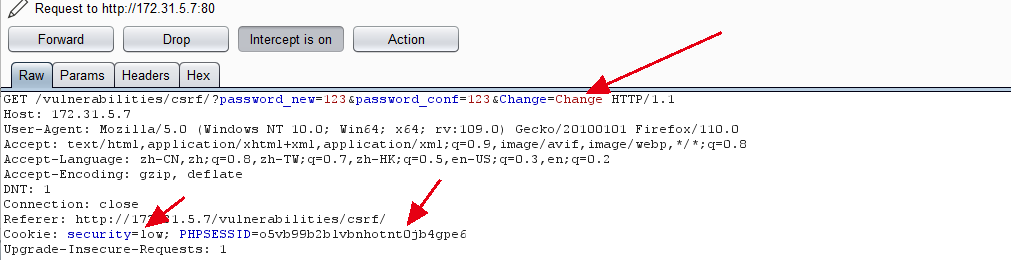 Request to http://172.31.5.7:80
Forward Drop Intercept is on Action
Raw Params Headers Hex
GET /vulnerabilities/csrf/?password_new=123&password_conf=123&Change=Change HTTP/1.1
Host: 172.31.5.7
User-Agent: Mozilla/5.0 (Windows NT 10.0; Win64; x64; rv:109.0) Gecko/20100101 Firefox/110.0
Accept: text/html,application/xhtml+xml,application/xml;q=0.9,image/avif,image/webp,*/*;q=0.8
Accept-Language: zh-CN,zh;q=0.8,zh-TW;q=0.7,zh-HK;q=0.5,en-US;q=0.3,en;q=0.2
Accept-Encoding: gzip, deflate
DNT: 1
Connection: close
Referer: http://172.31.5.7/vulnerabilities/csrf/
Cookie: security=low; PHPSESSID=o5vb99b2blvbnhotnt0jb4gpe6
Upgrade-Insecure-Requests: 1